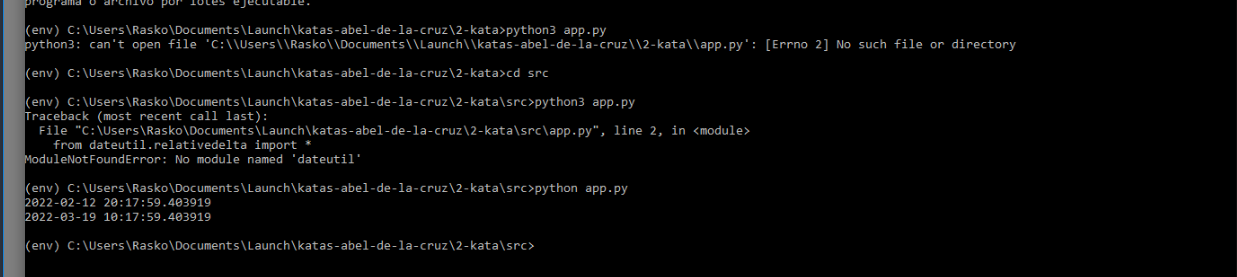 programa o archivo por lotes ejecutable.
(env) C:\Users\Rasko\Documents\Launch\katas-abel-de-la-cruz\2-kata>python3 app.py
python3: can't open file 'C:\\Users\\Rasko\\Documents\\Launch\\katas-abel-de-la-cruz\\2-kata\\app.py': [Errno 2] No such file or directory
(env) C:\Users\Rasko\Documents\Launch\katas-abel-de-la-cruz\2-kata>cd src
(env) C:\Users\Rasko\Documents\Launch\katas-abel-de-la-cruz\2-kata\src>python3 app.py
Traceback (most recent call last):
  File "C:\Users\Rasko\Documents\Launch\katas-abel-de-la-cruz\2-kata\src\app.py", line 2, in <module>
    from dateutil.relativedelta import *
ModuleNotFoundError: No module named 'dateutil'
(env) C:\Users\Rasko\Documents\Launch\katas-abel-de-la-cruz\2-kata\src>python app.py
2022-02-12 20:17:59.403919
2022-03-19 10:17:59.403919
(env) C:\Users\Rasko\Documents\Launch\katas-abel-de-la-cruz\2-kata\src>